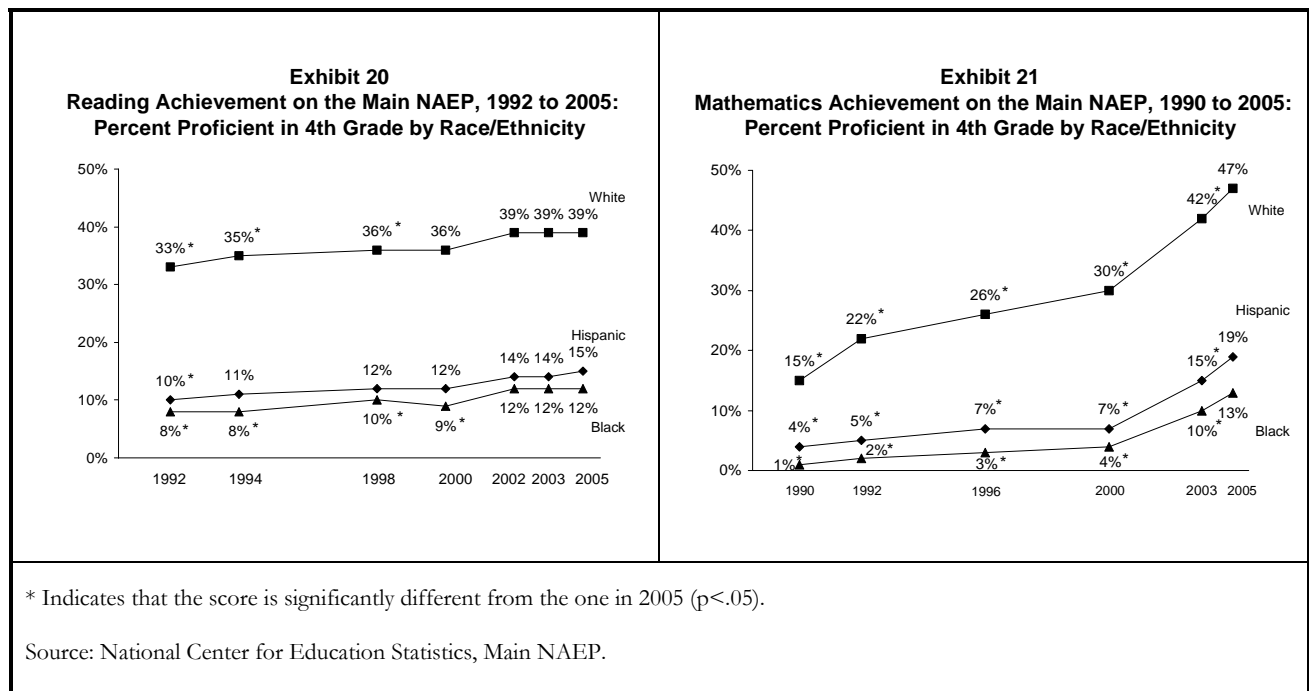 Exhibit 20
Reading Achievement on the Main NAEP, 1992 to 2005:
Percent Proficient in 4th Grade by Race/Ethnicity
50%
40%
30%
20%
10%
0%
White
33% *
35% *
36% *
36%
39% 39% 39%
Hispanic
10% *
11%
12%
12%
14% 14% 15%
8% *
8% *
10% *
9% *
12% 12% 12%
Black
1992 1994 1998 2000 2002 2003 2005
Exhibit 21
Mathematics Achievement on the Main NAEP, 1990 to 2005:
Percent Proficient in 4th Grade by Race/Ethnicity
50%
40%
30%
20%
10%
0%
15% *
22% *
26% *
30% *
42% *
47%
White
Hispanic
4% *
5% *
7% *
7% *
15% *
19%
1% *
2% *
3% *
4% *
10% *
13%
Black
1990 1992 1996 2000 2003 2005
* Indicates that the score is significantly different from the one in 2005 (p<.05).
Source: National Center for Education Statistics, Main NAEP.